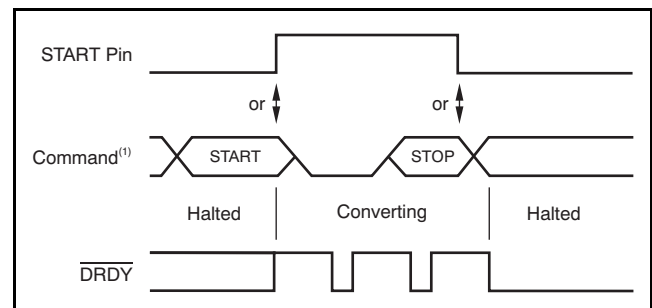 START Pin
or or
Command(1) START STOP
Halted Converting Halted
DRDY